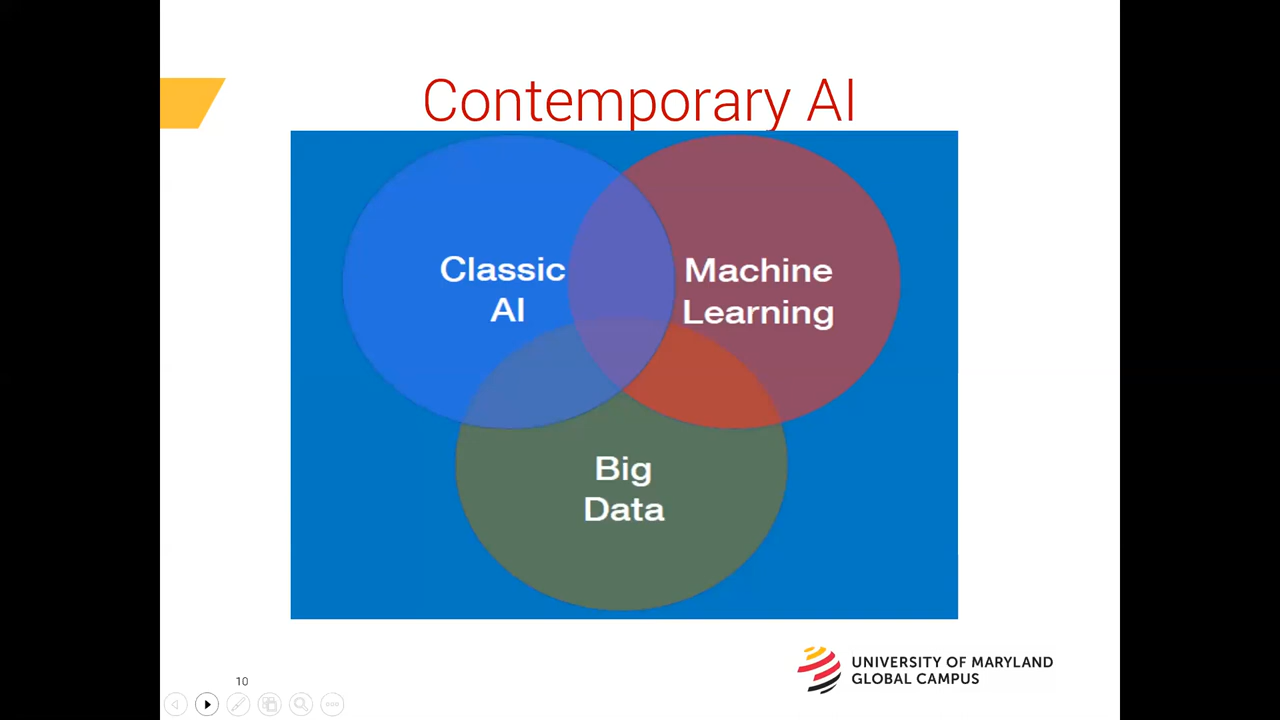 Contemporary AI
Classic
AI
Machine
Learning
Big
Data
10
UNIVERSITY OF MARYLAND
GLOBAL CAMPUS